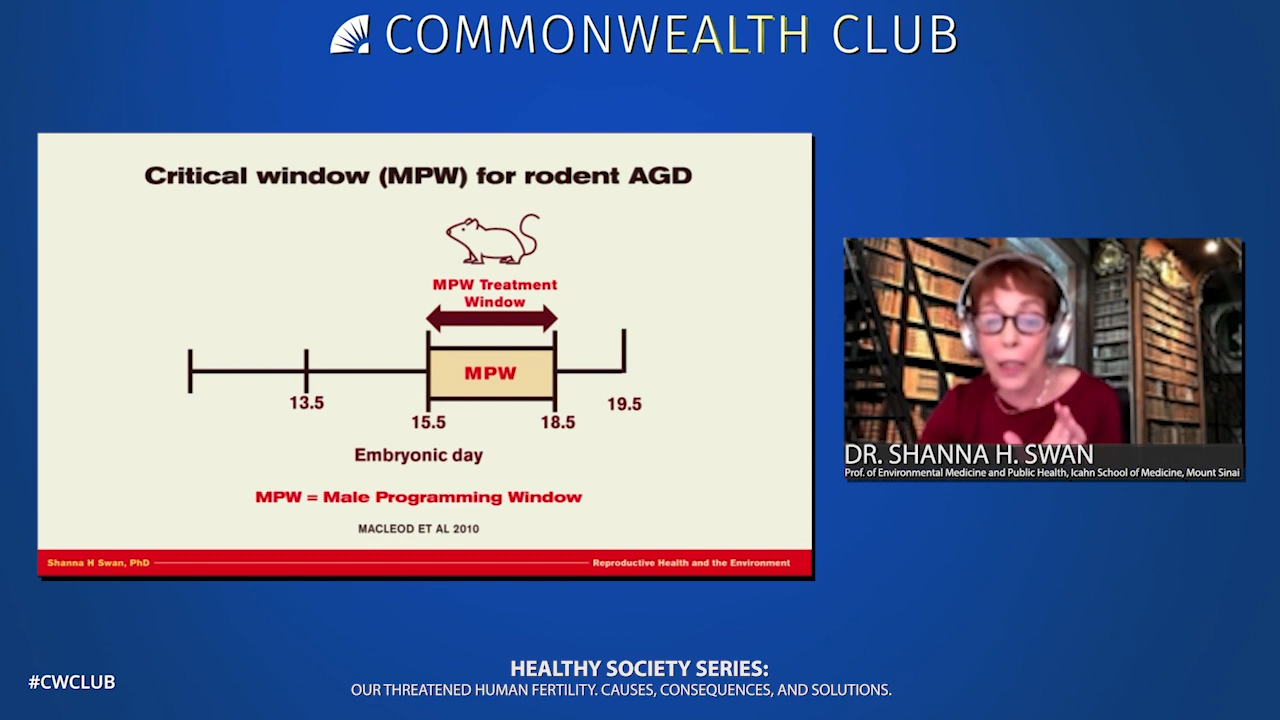 COMMONWEALTH CLUB
Critical window (MPW) for rodent AGD
MPW Treatment
Window
MPW
13.5
15.5
18.5
19.5
Embryonic day
MPW = Male Programming Window
MACLEOD ET AL 2010
Shanna H Swan, PhD
Reproductive Health and the Environment
DR. SHANNA H. SWAN
Prof. of Environmental Medicine and Public Health, Icahn School of Medicine, Mount Sinai
#CWCLUB
HEALTHY SOCIETY SERIES:
OUR THREATENED HUMAN FERTILITY. CAUSES, CONSEQUENCES, AND SOLUTIONS.